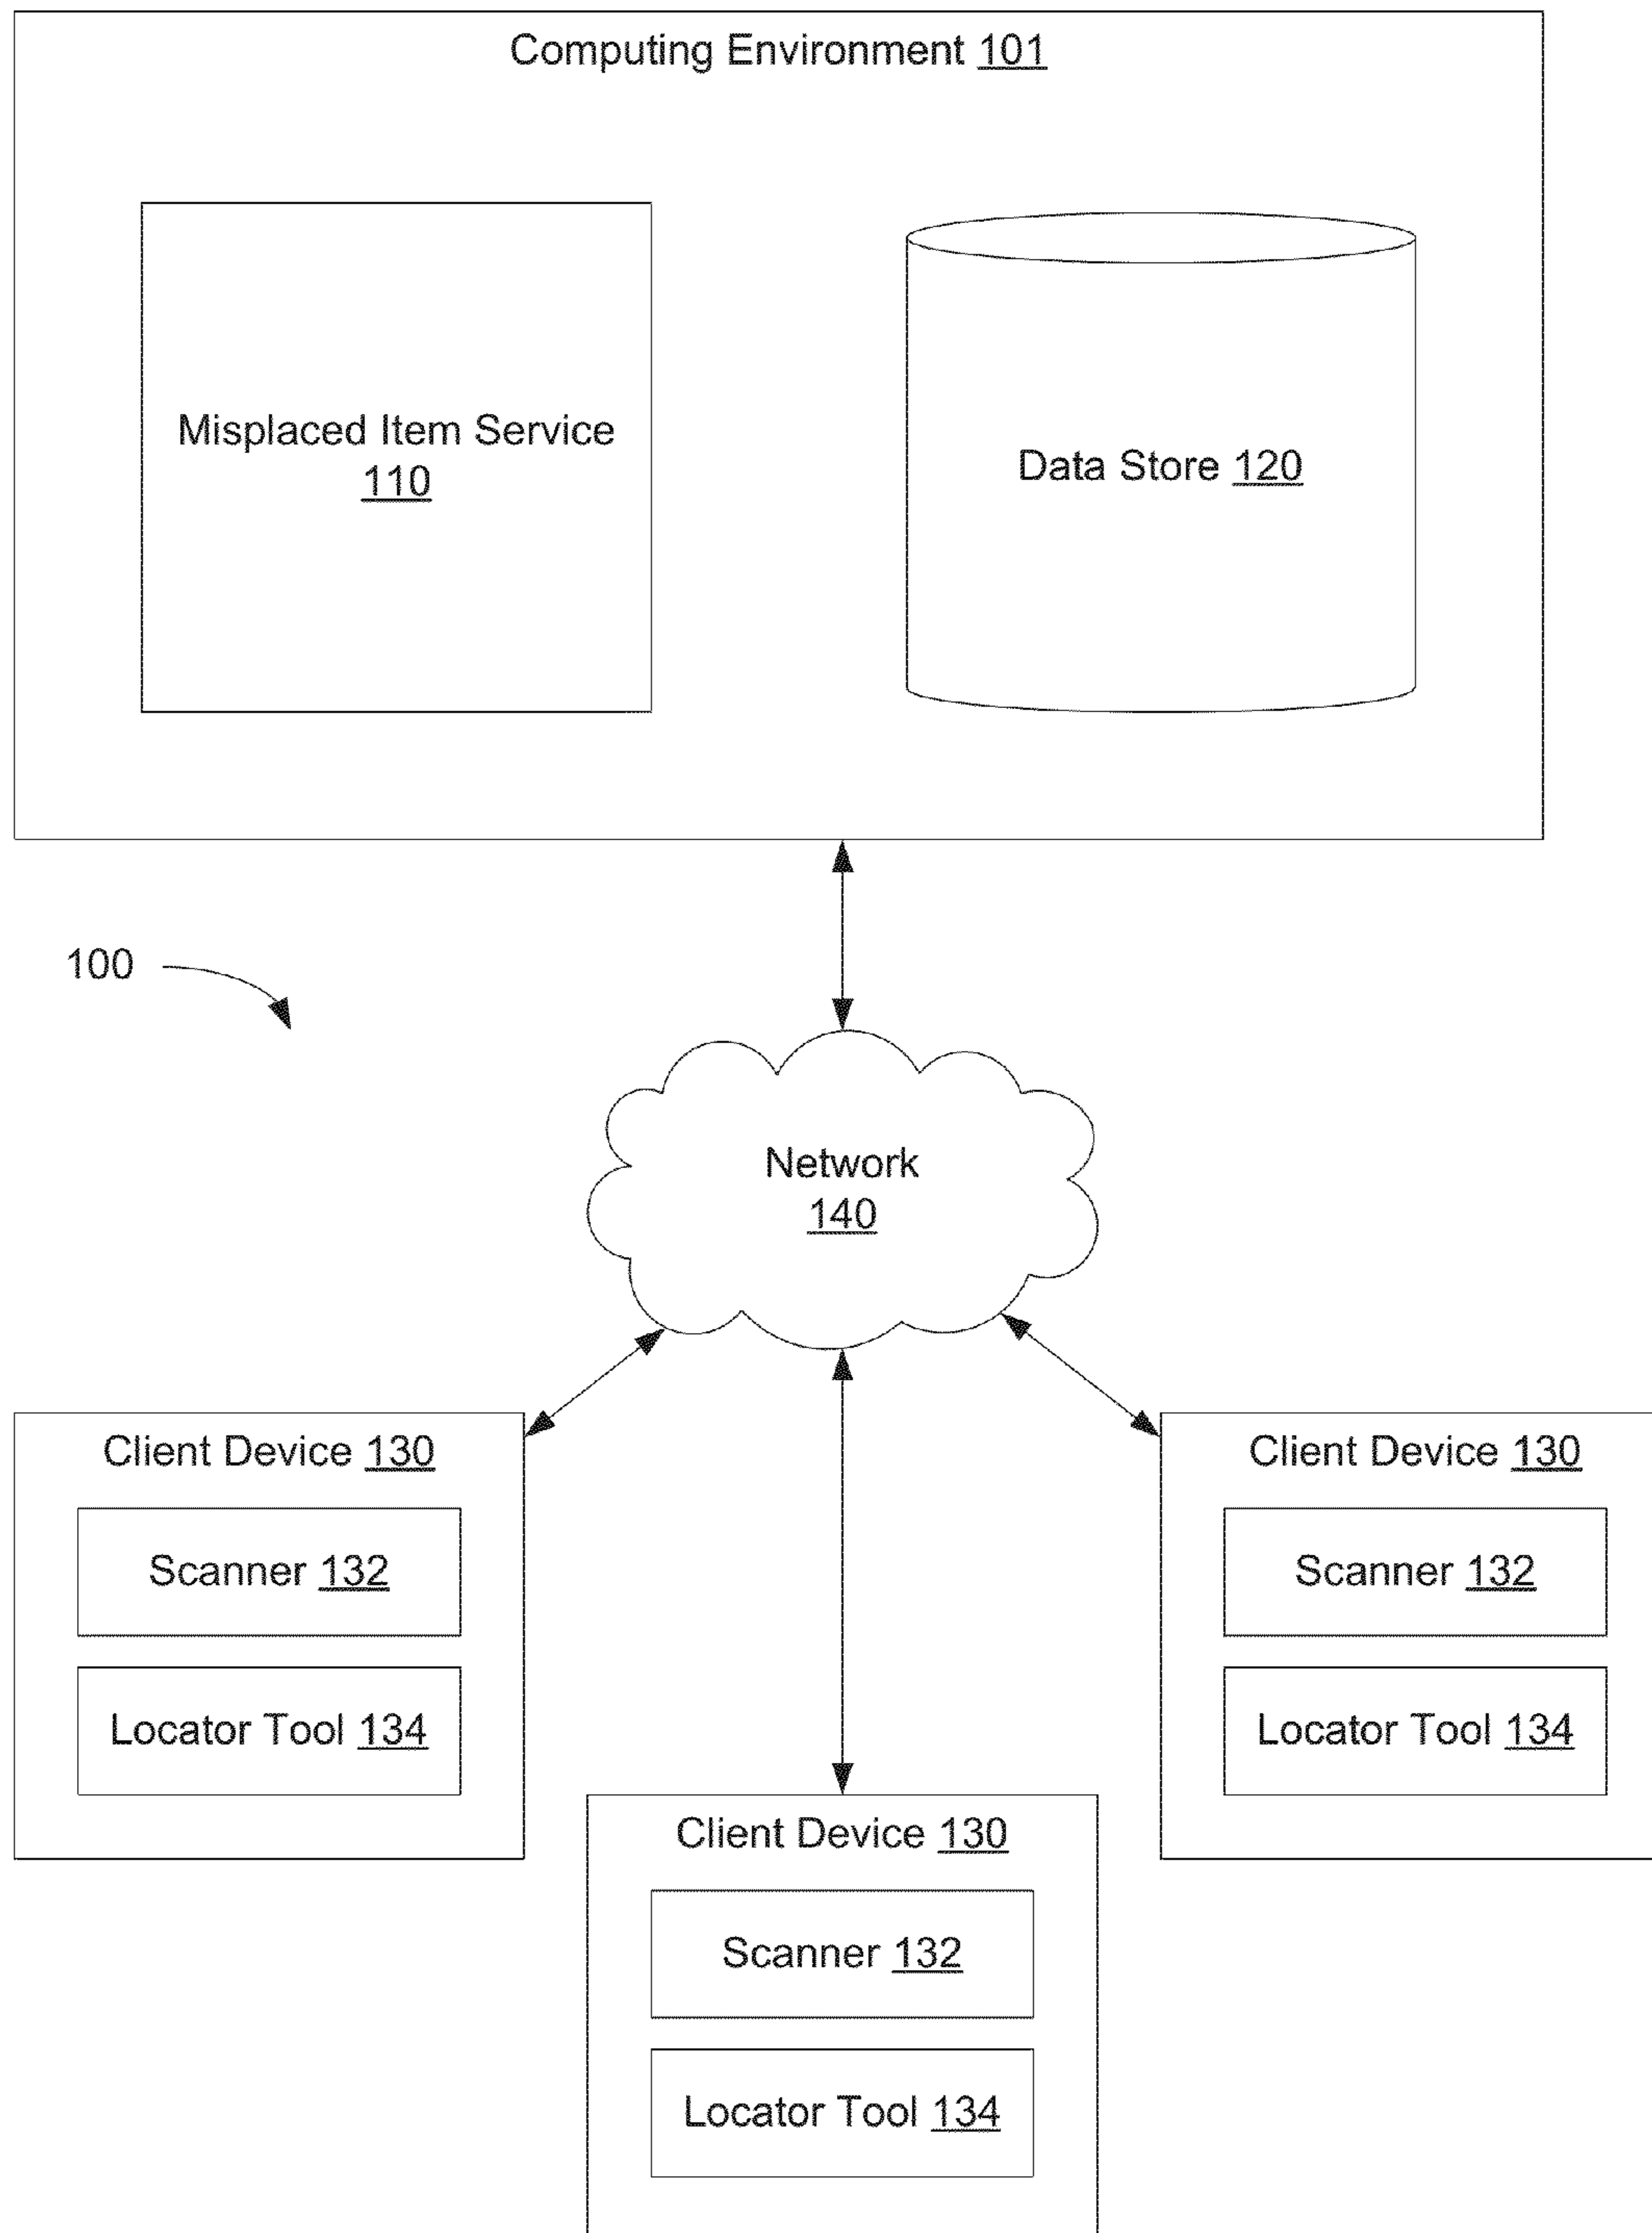 Computing Environment 101
Misplaced Item Service
110
Data Store 120
100
Network
140
Client Device 130
Scanner 132
Locator Tool 134
Client Device 130
Scanner 132
Locator Tool 134
Client Device 130
Scanner 132
Locator Tool 134